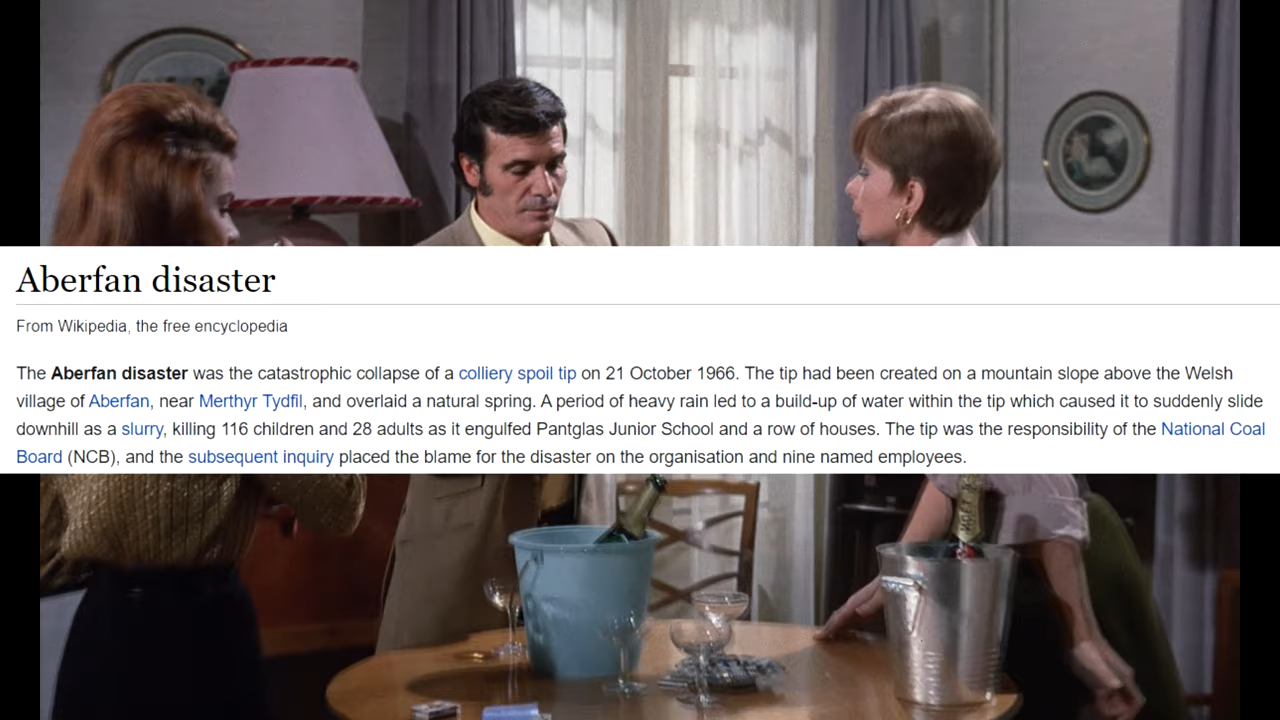 Aberfan disaster
From Wikipedia, the free encyclopedia
The Aberfan disaster was the catastrophic collapse of a colliery spoil tip on 21 October 1966. The tip had been created on a mountain slope above the Welsh
village of Aberfan, near Merthyr Tydfil, and overlaid a natural spring. A period of heavy rain led to a build-up of water within the tip which caused it to suddenly slide
downhill as a slurry, killing 116 children and 28 adults as it engulfed Pantglas Junior School and a row of houses. The tip was the responsibility of the National Coal
Board (NCB), and the subsequent inquiry placed the blame for the disaster on the organisation and nine named employees.